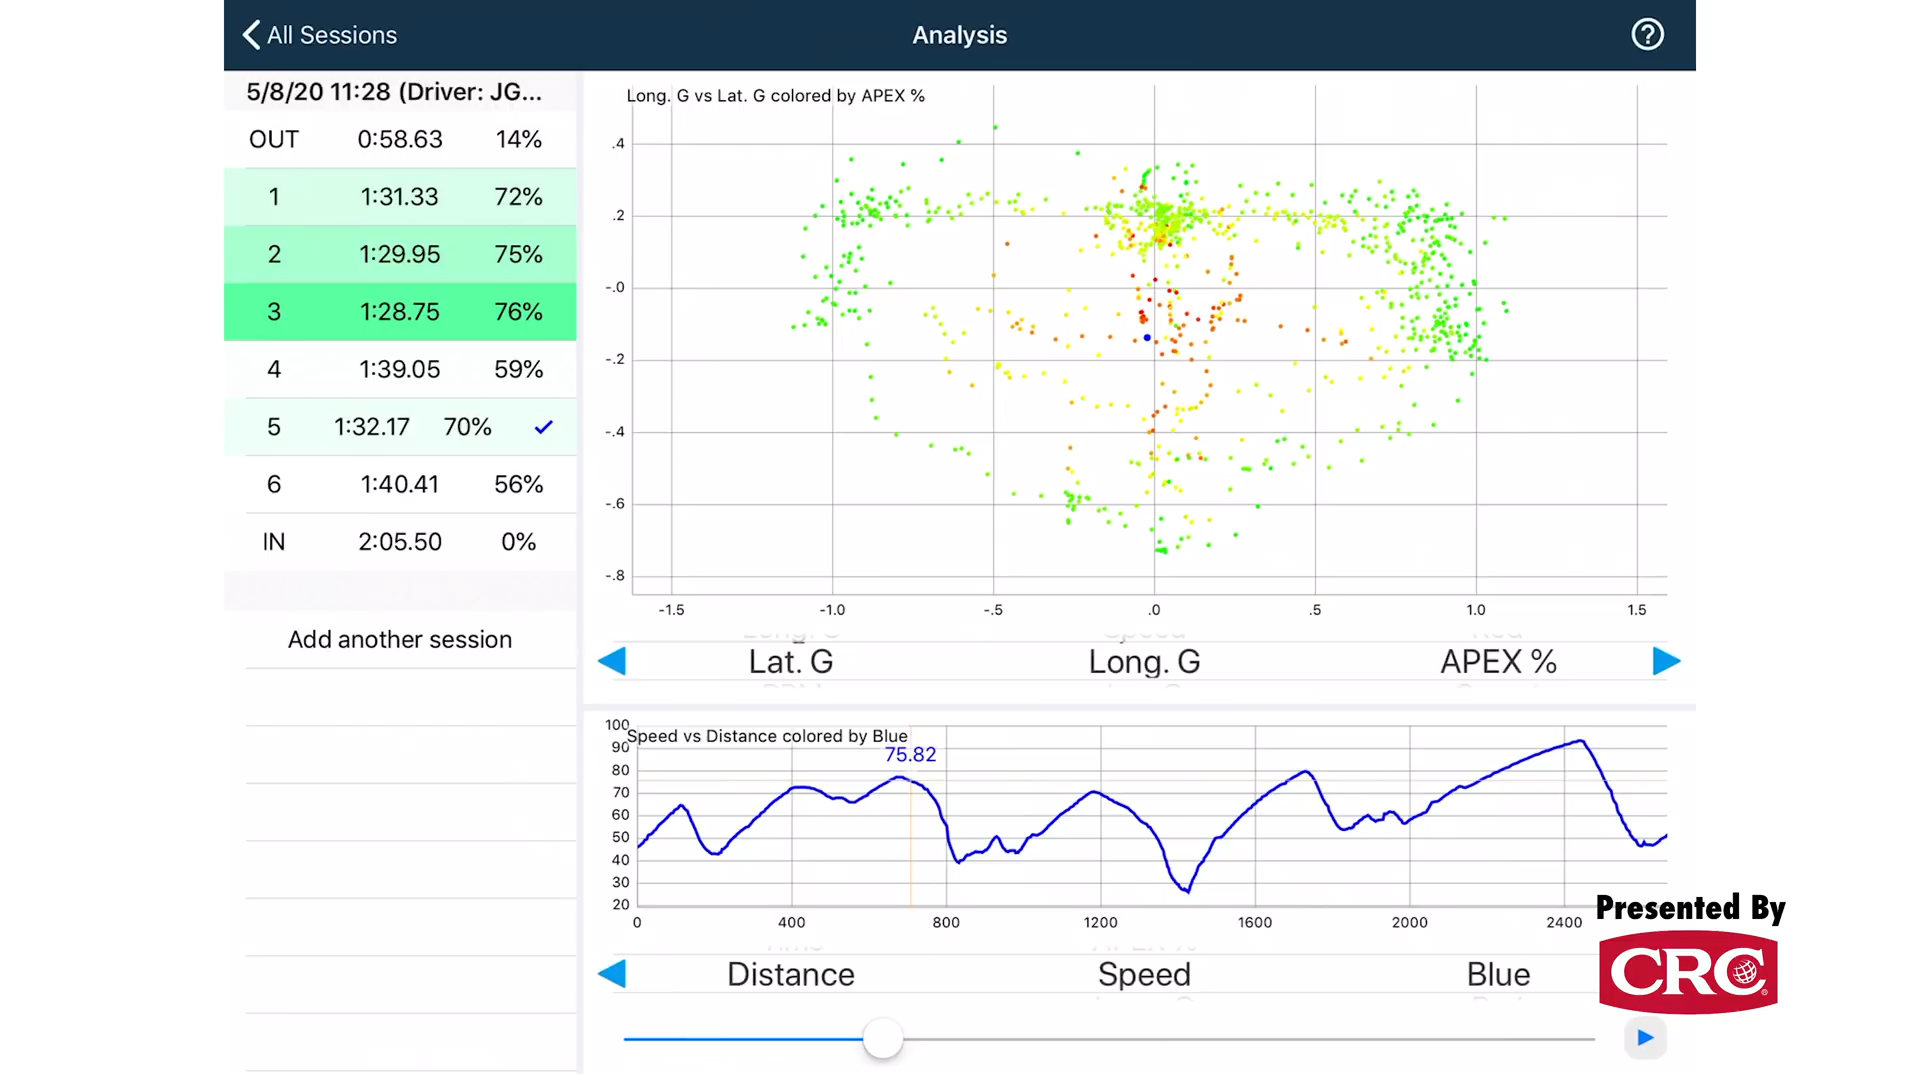 All Sessions
Analysis
?
5/8/20 11:28 (Driver: JG...
OUT 0:58.63 14%
1 1:31.33 72%
2 1:29.95 75%
3 1:28.75 76%
4 1:39.05 59%
5 1:32.17 70%
6 1:40.41 56%
IN 2:05.50 0%
Add another session
Long. G vs Lat. G colored by APEX %
.4
.2
-.0
-.2
-.4
-.6
-.8
-1.5 -1.0 -.5 .0 .5 1.0 1.5
Lat. G Long. G APEX %
Speed vs Distance colored by Blue
75.82
100
90
80
70
60
50
40
30
20
0 400 800 1200 1600 2000 2400
Distance Speed Blue
Presented By
CRC